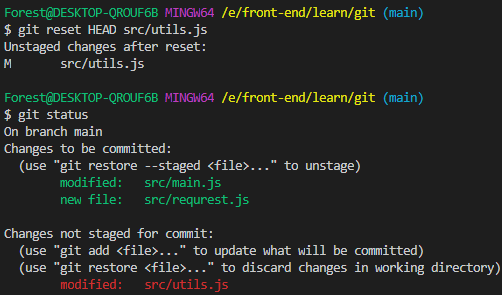 Forest@DESKTOP-QROUF6B MINGW64 /e/front-end/learn/git (main)
$ git reset HEAD src/utils.js
Unstaged changes after reset:
M       src/utils.js
Forest@DESKTOP-QROUF6B MINGW64 /e/front-end/learn/git (main)
$ git status
On branch main
Changes to be committed:
  (use "git restore --staged <file>..." to unstage)
        modified:   src/main.js
        new file:   src/requrest.js
Changes not staged for commit:
  (use "git add <file>..." to update what will be committed)
  (use "git restore <file>..." to discard changes in working directory)
        modified:   src/utils.js